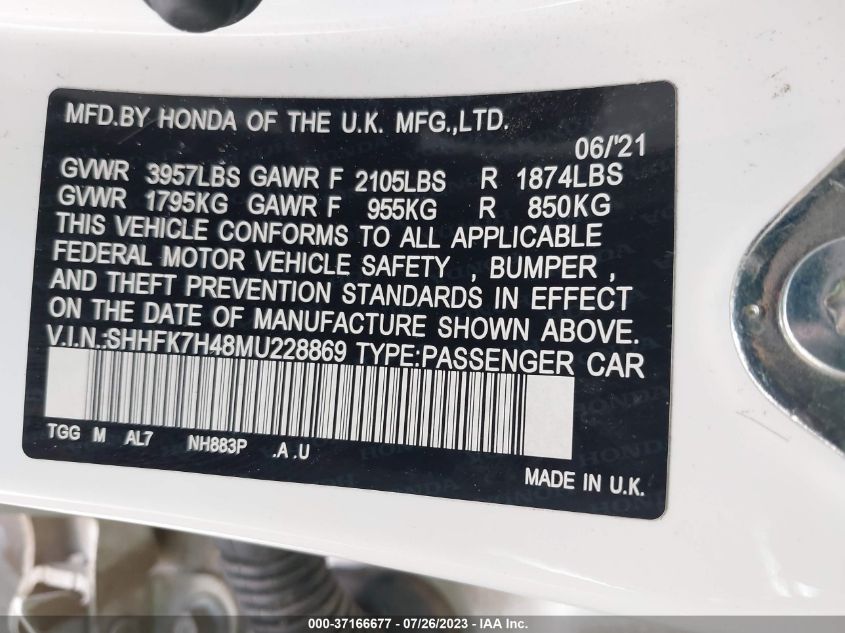 MFD.BY HONDA OF THE U.K. MFG.,LTD.
06/'21
GVWR 3957LBS GAWR F 2105LBS R 1874LBS
GVWR 1795KG GAWR F 955KG R 850KG
THIS VEHICLE CONFORMS TO ALL APPLICABLE
FEDERAL MOTOR VEHICLE SAFETY , BUMPER ,
AND THEFT PREVENTION STANDARDS IN EFFECT
ON THE DATE OF MANUFACTURE SHOWN ABOVE.
V.I.N.:SHHFK7H48MU228869 TYPE:PASSENGER CAR
TGG M AL7 NH883P .A .U
MADE IN U.K.
000-37166677 - 07/26/2023 - IAA Inc.